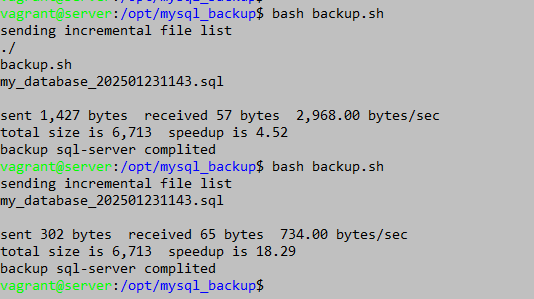 vagrant@server:/opt/mysql_backup$ bash backup.sh
sending incremental file list
./
backup.sh
my_database_202501231143.sql
sent 1,427 bytes  received 57 bytes  2,968.00 bytes/sec
total size is 6,713  speedup is 4.52
backup sql-server complited
vagrant@server:/opt/mysql_backup$ bash backup.sh
sending incremental file list
my_database_202501231143.sql
sent 302 bytes  received 65 bytes  734.00 bytes/sec
total size is 6,713  speedup is 18.29
backup sql-server complited
vagrant@server:/opt/mysql_backup$